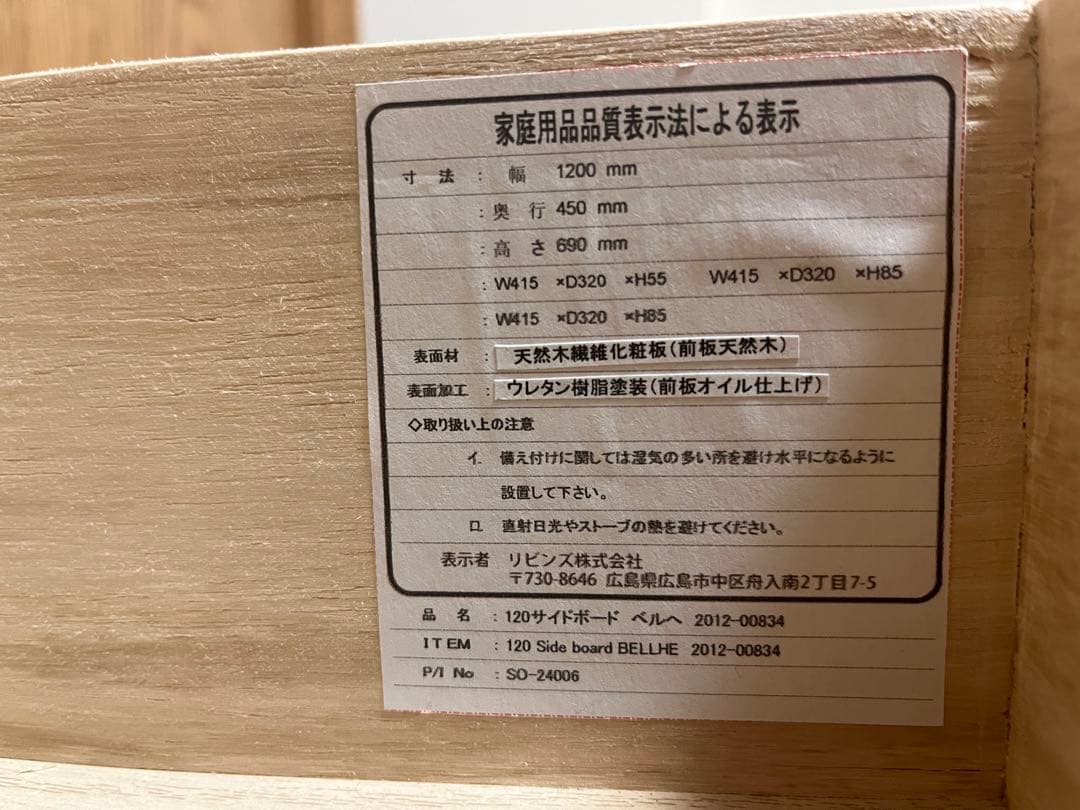 家庭用品品質表示法による表示
寸法 : 幅 1200 mm
: 奥行 450 mm
: 高さ 690 mm
: W415 ×D320 ×H55 W415 ×D320 ×H85
: W415 ×D320 ×H85
表面材 : 天然木繊維化粧板(前板天然木)
表面加工 : ウレタン樹脂塗装(前板オイル仕上げ)
◇取り扱い上の注意
イ. 備え付けに関しては湿気の多い所を避け水平になるように
設置して下さい。
ロ. 直射日光やストーブの熱を避けてください。
表示者 リビンズ株式会社
〒730-8646 広島県広島市中区舟入南2丁目7-5
品名 : 120サイドボード ベルヘ 2012-00834
ITEM : 120 Side board BELLHE 2012-00834
P/I No : SO-24006